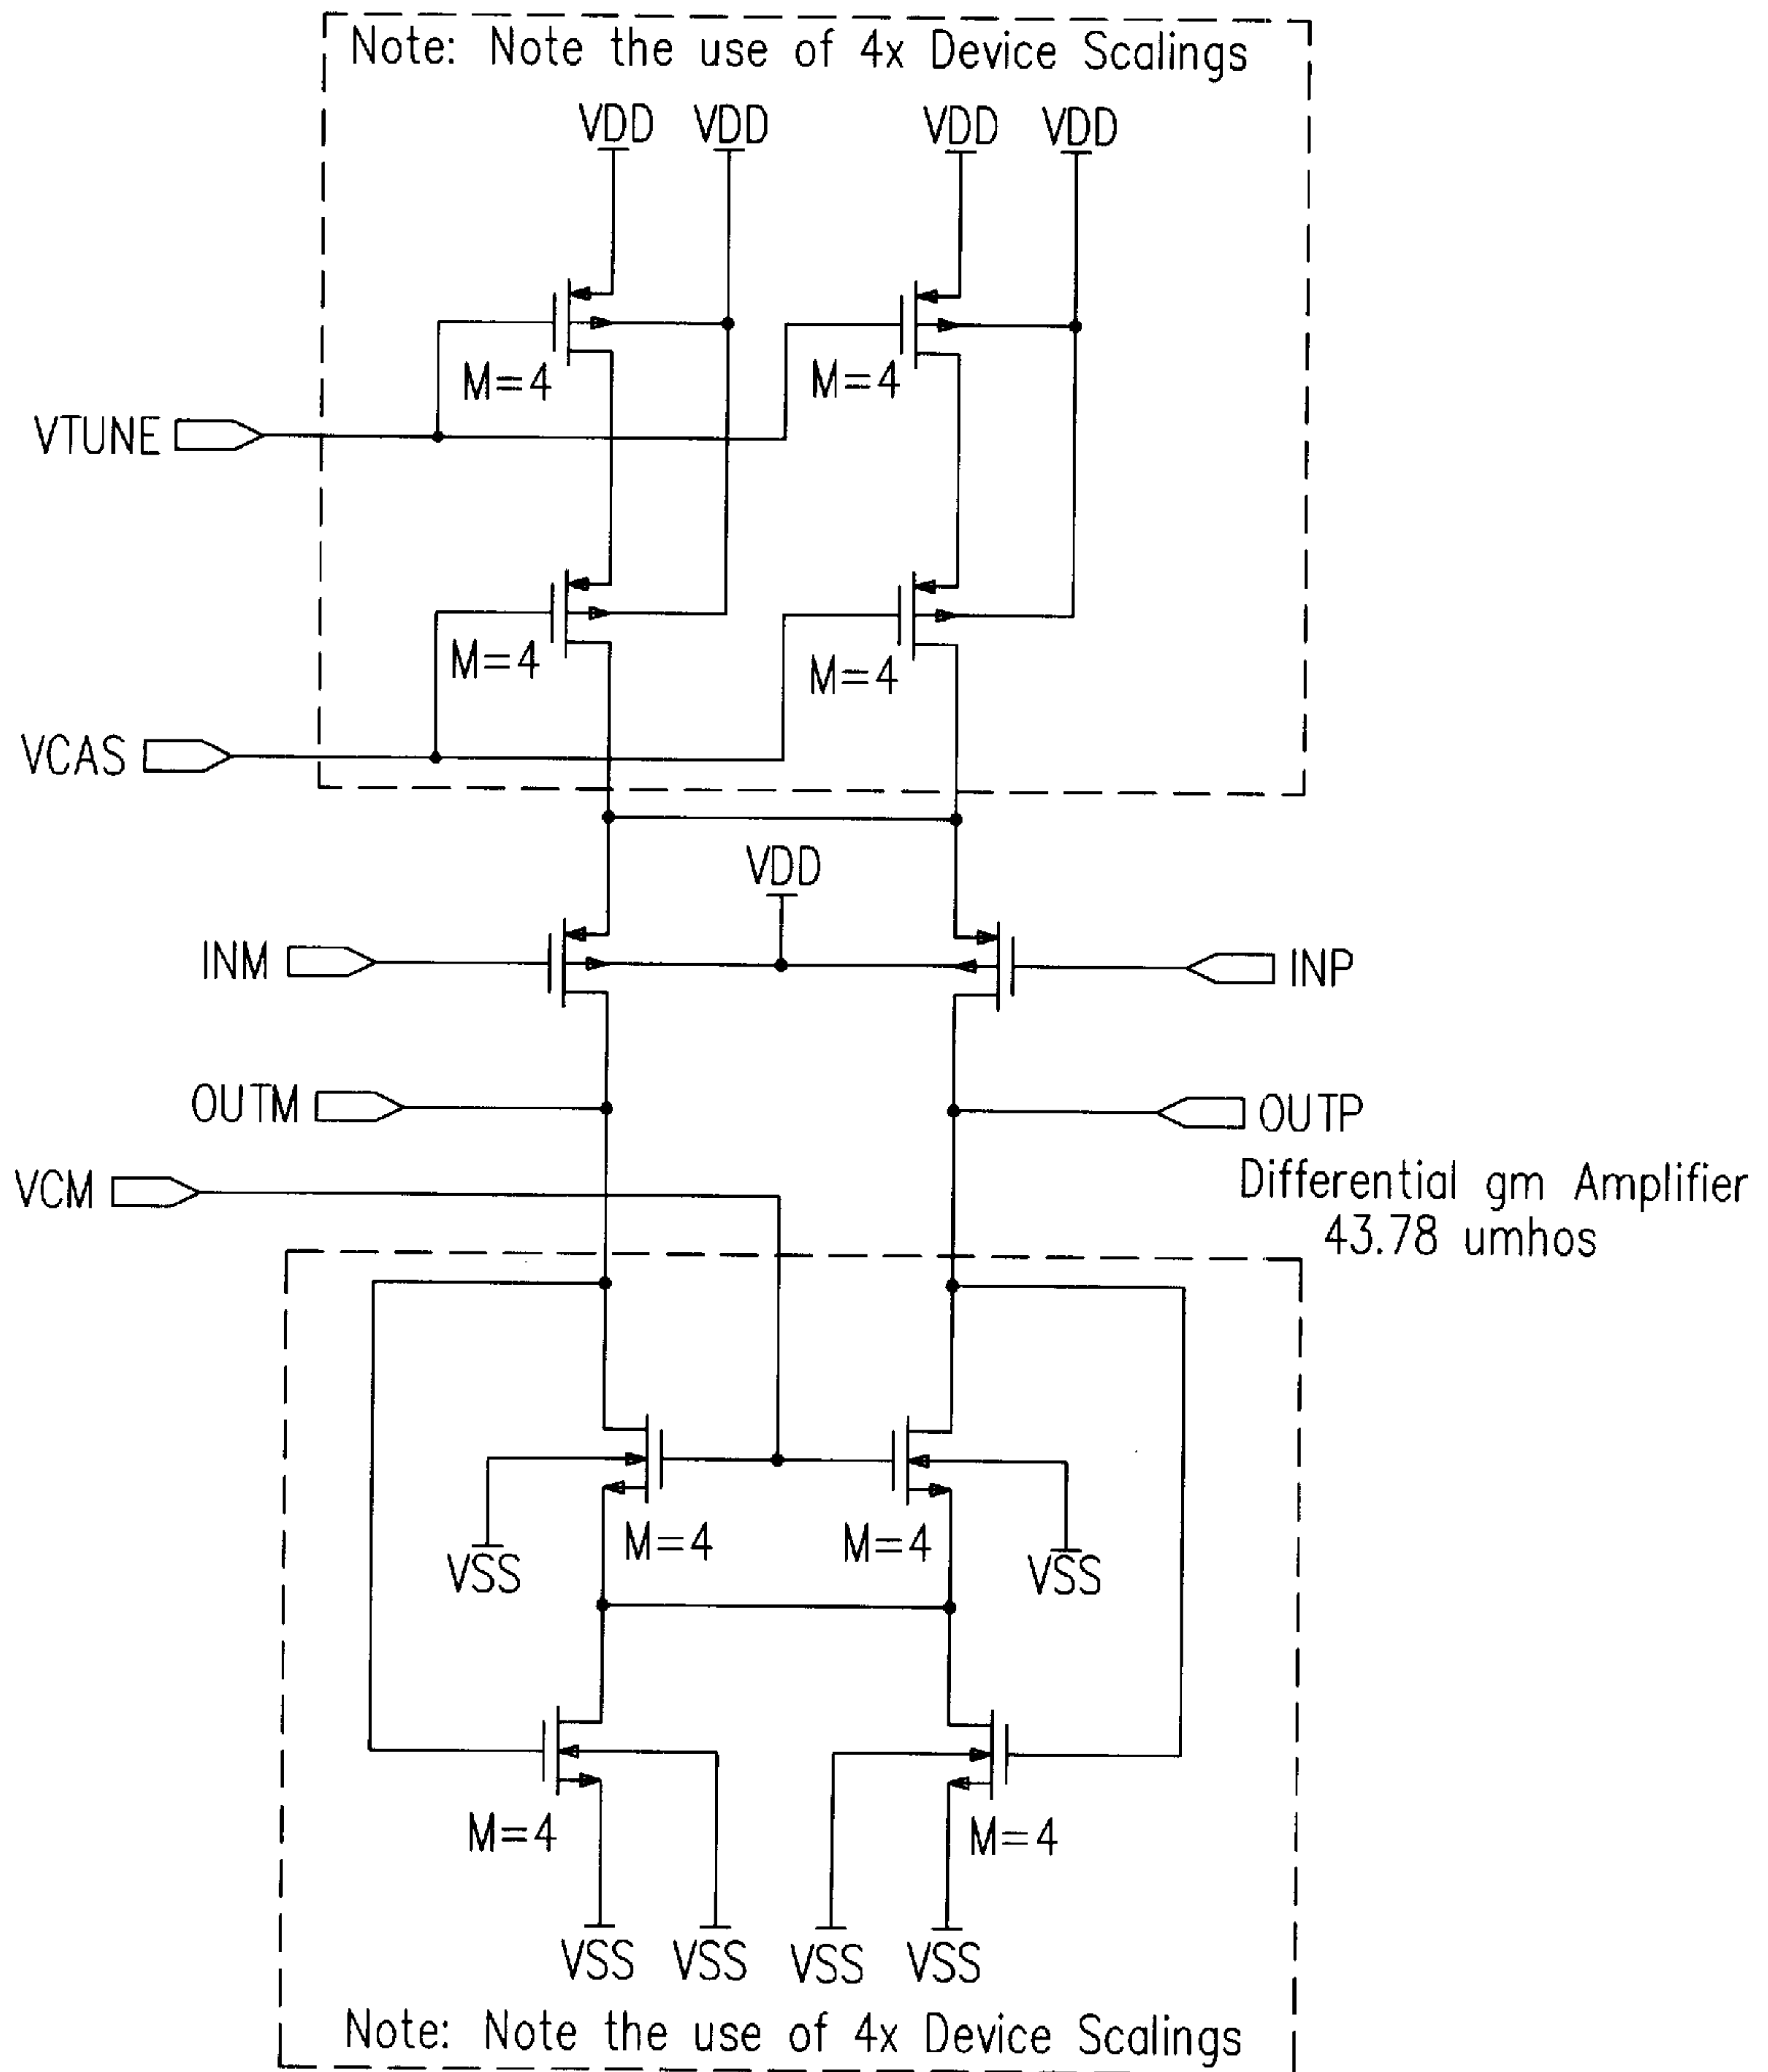 Note: Note the use of 4x Device Scalings
VDD VDD VDD VDD
M=4 M=4
VTUNE
M=4 M=4
VCAS
VDD
INM INP
OUTM OUTP
VCM
Differential gm Amplifier
43.78 umhos
M=4 M=4
VSS VSS
M=4 M=4
VSS VSS VSS VSS
Note: Note the use of 4x Device Scalings